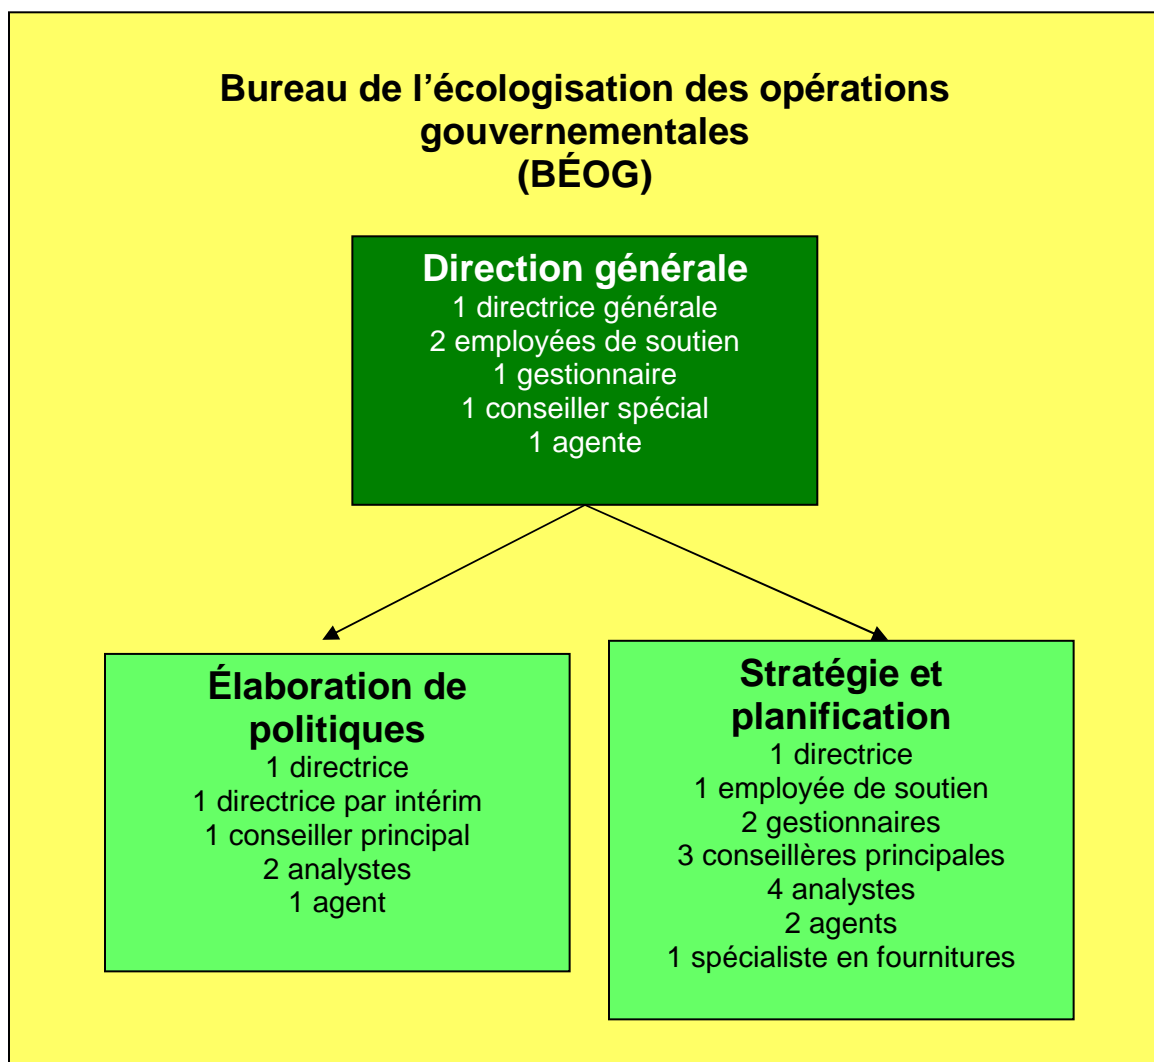 Bureau de l’écologisation des opérations
gouvernementales
(BÉOG)
Direction générale
1 directrice générale
2 employées de soutien
1 gestionnaire
1 conseiller spécial
1 agente
Élaboration de
politiques
1 directrice
1 directrice par intérim
1 conseiller principal
2 analystes
1 agent
Stratégie et
planification
1 directrice
1 employée de soutien
2 gestionnaires
3 conseillères principales
4 analystes
2 agents
1 spécialiste en fournitures